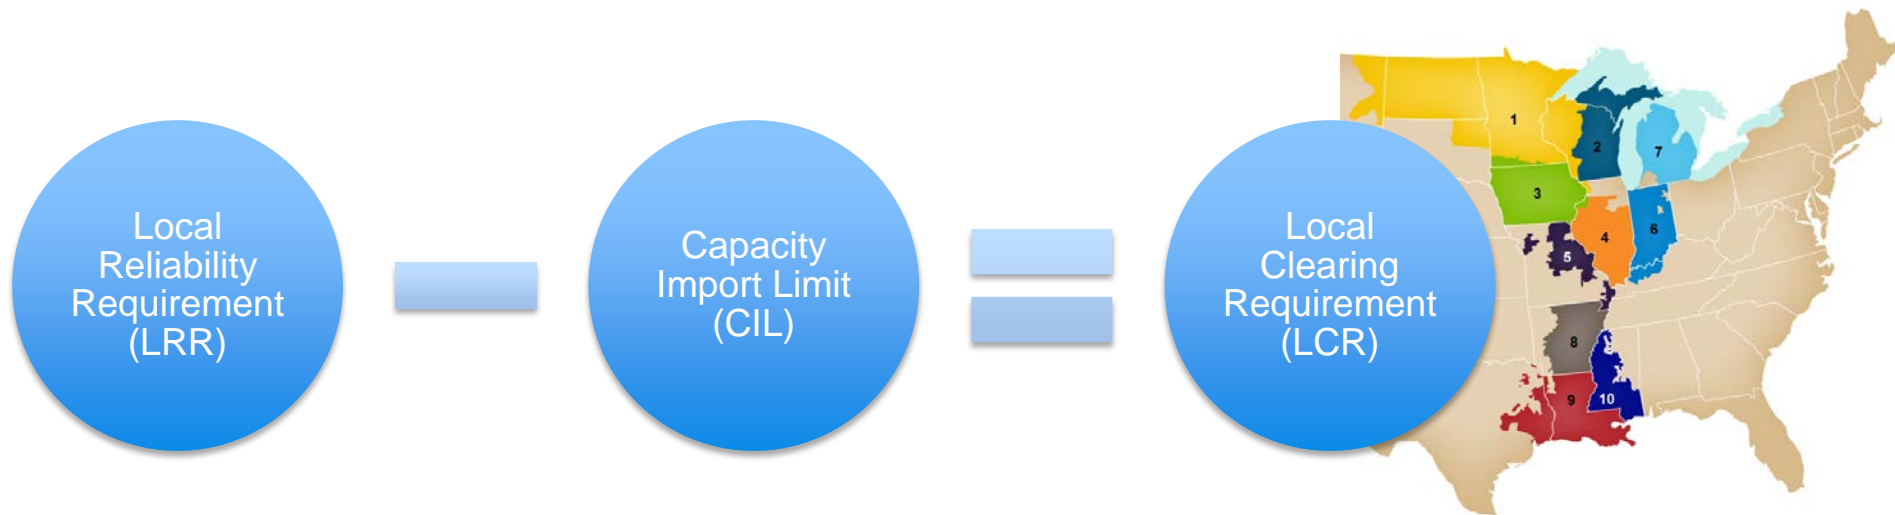 Local
Reliability
Requirement
(LRR)
Capacity
Import Limit
(CIL)
Local
Clearing
Requirement
(LCR)
1
2
7
3
4
6
5
8
9
10